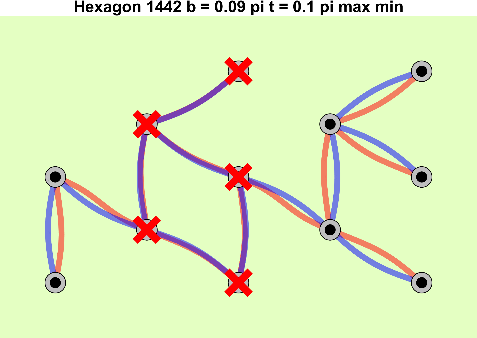 Hexagon 1442 b = 0.09 pi t = 0.1 pi max min